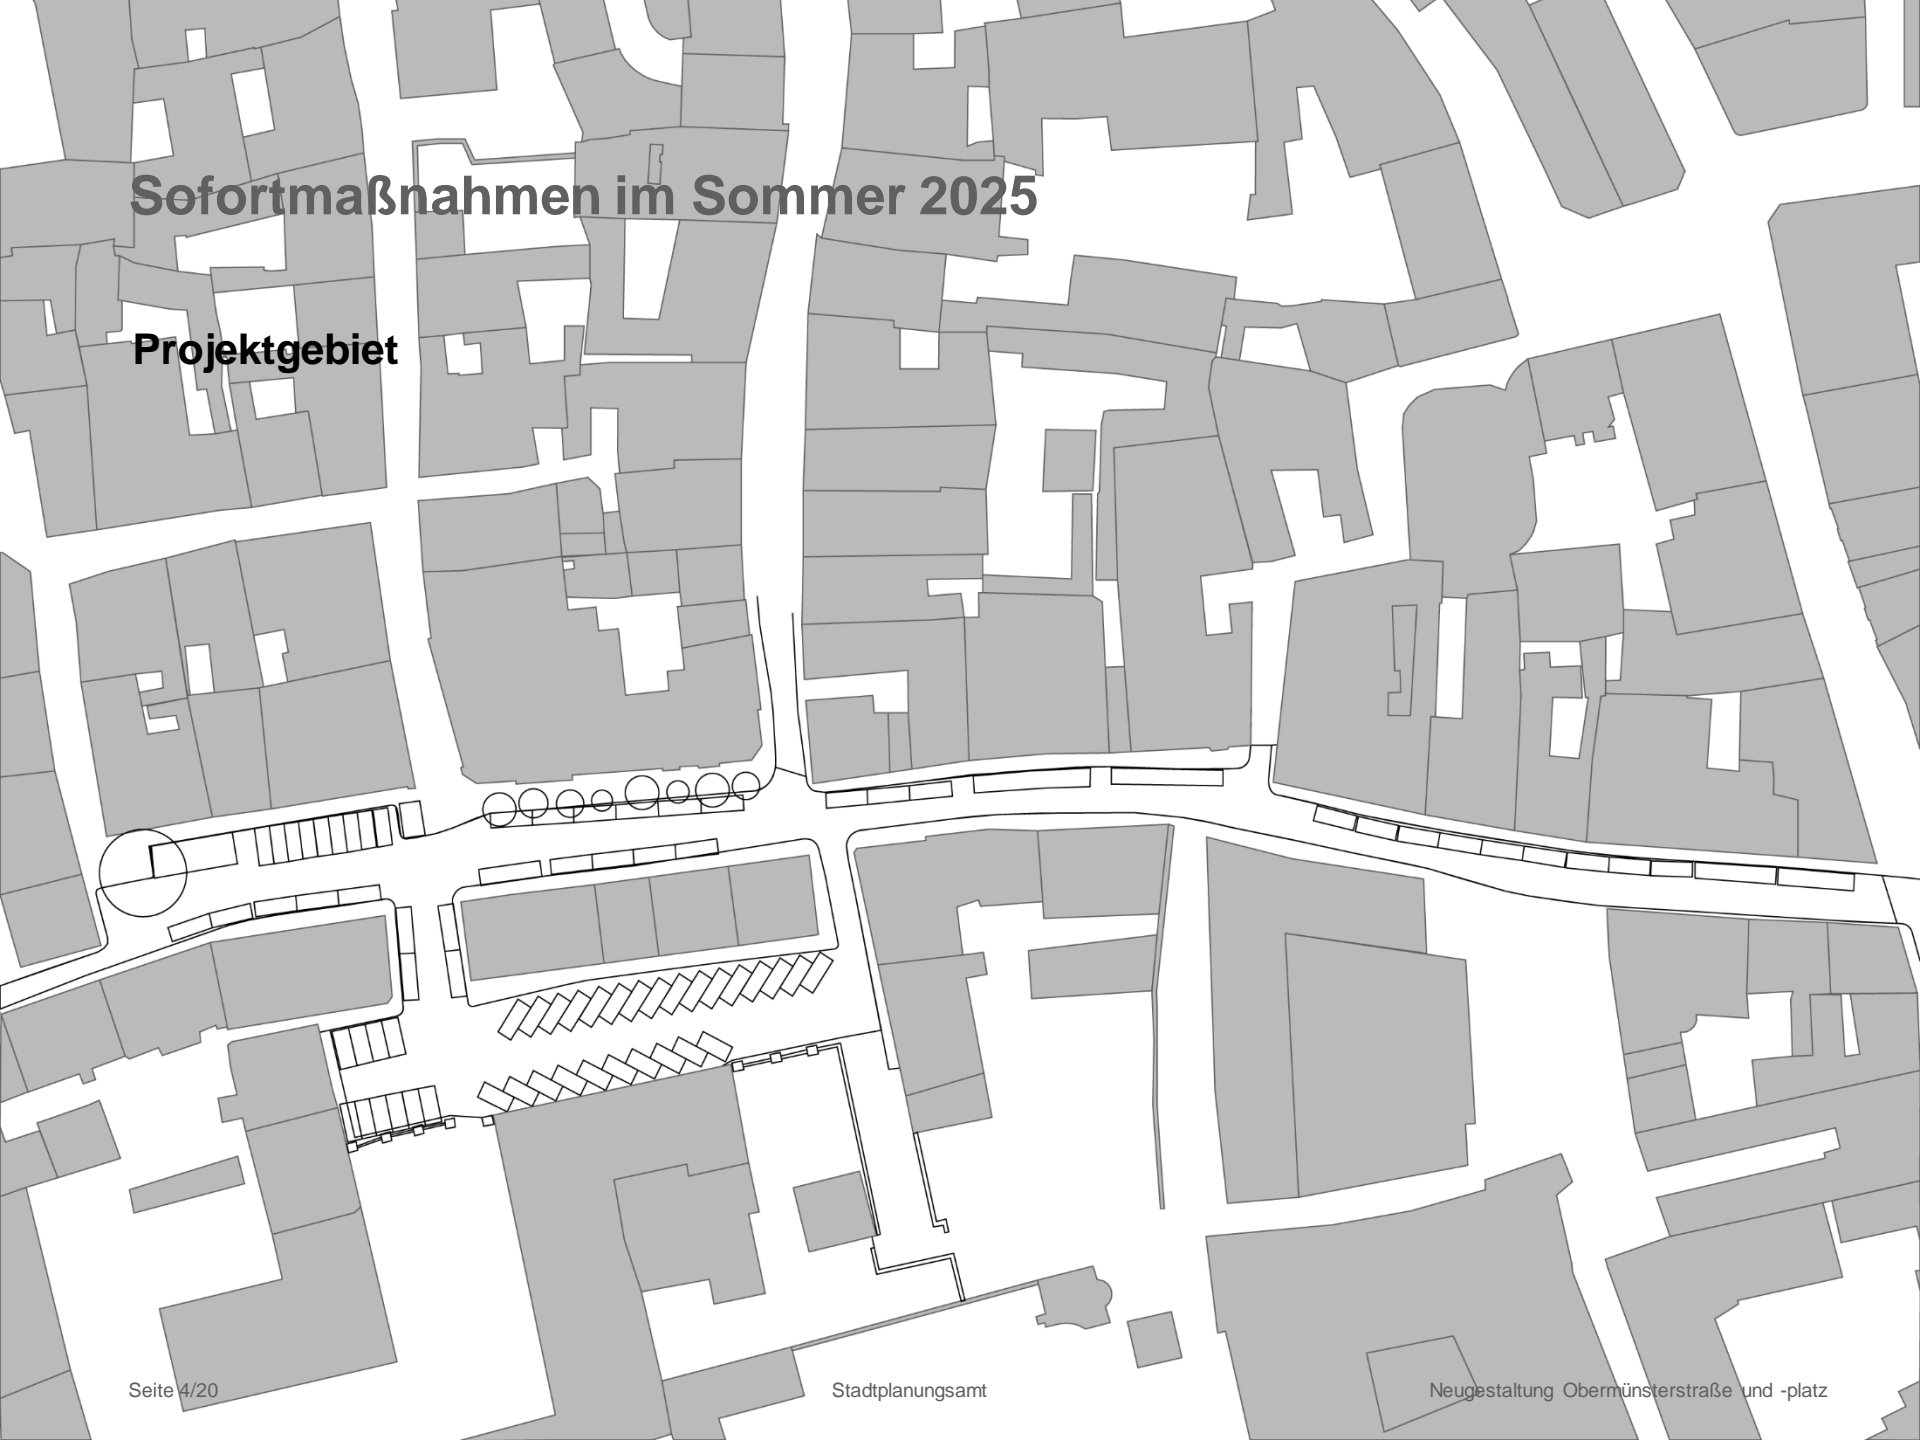 Sofortmaßnahmen im Sommer 2025
Projektgebiet
Seite 4/20
Stadtplanungsamt
Neugestaltung Obermünsterstraße und -platz